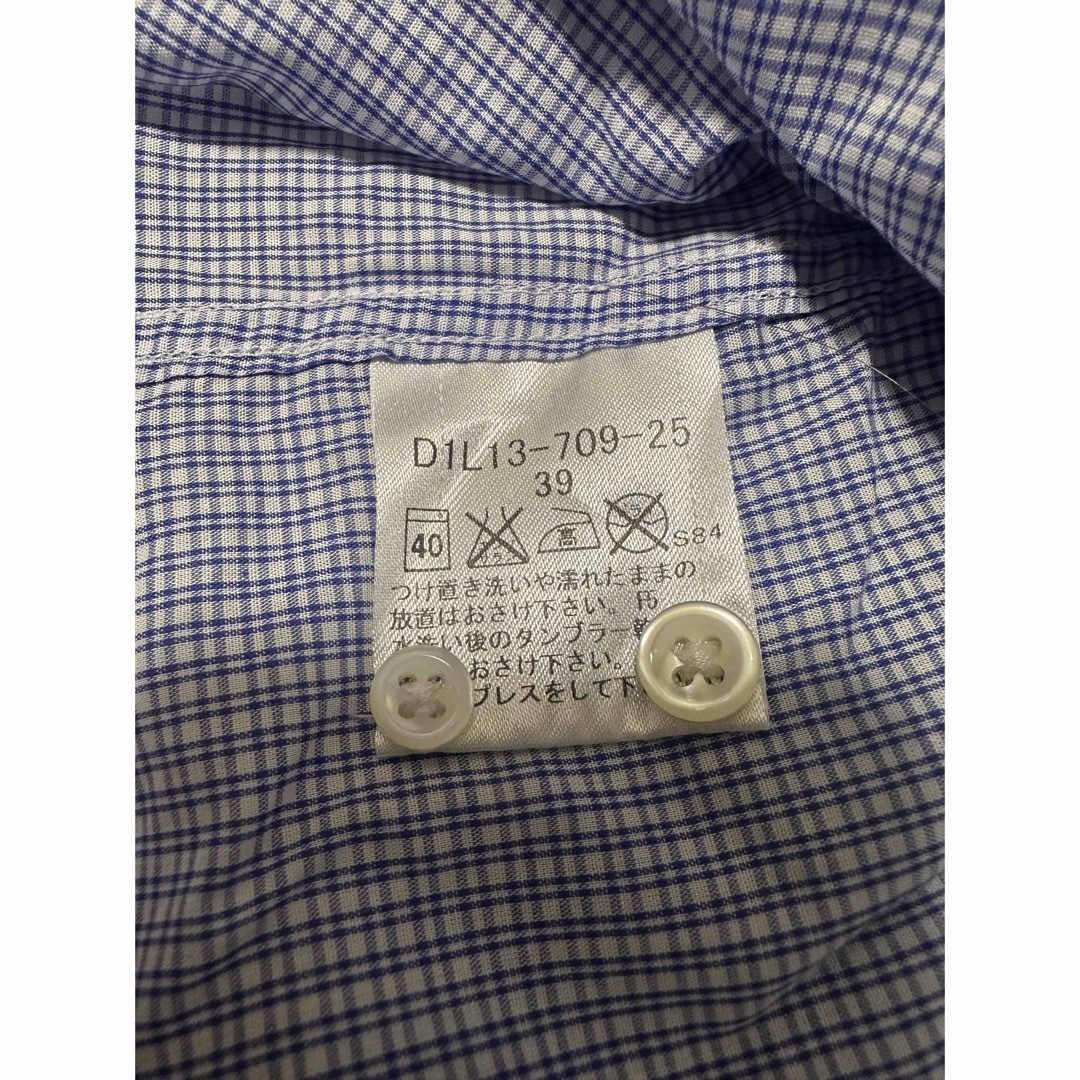 D1L13-709-25
39
40
高
S84
つけ置き洗いや濡れたままの
放置はおさけ下さい。
水洗い後のタンブラー
おさけ下さい。
プレスをして下